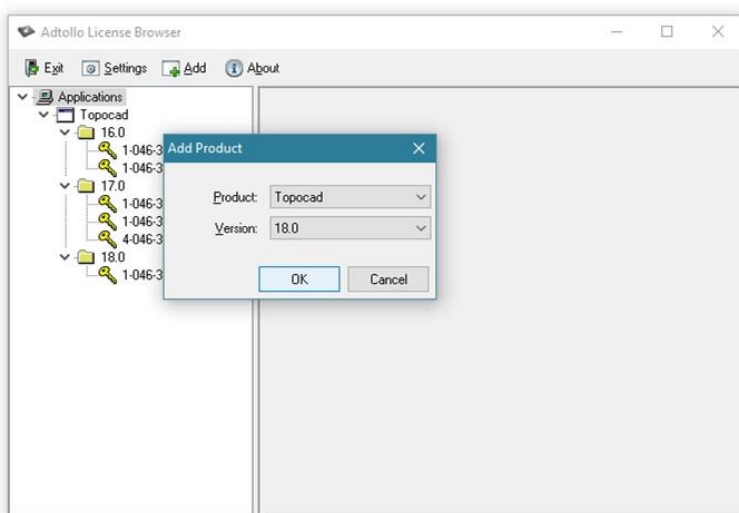 Adtollo License Browser
Exit Settings Add About
Applications
Topocad
16.0
1-046-3
1-046-3
17.0
1-046-3
1-046-3
4-046-3
18.0
1-046-3
Add Product
Product: Topocad
Version: 18.0
OK Cancel